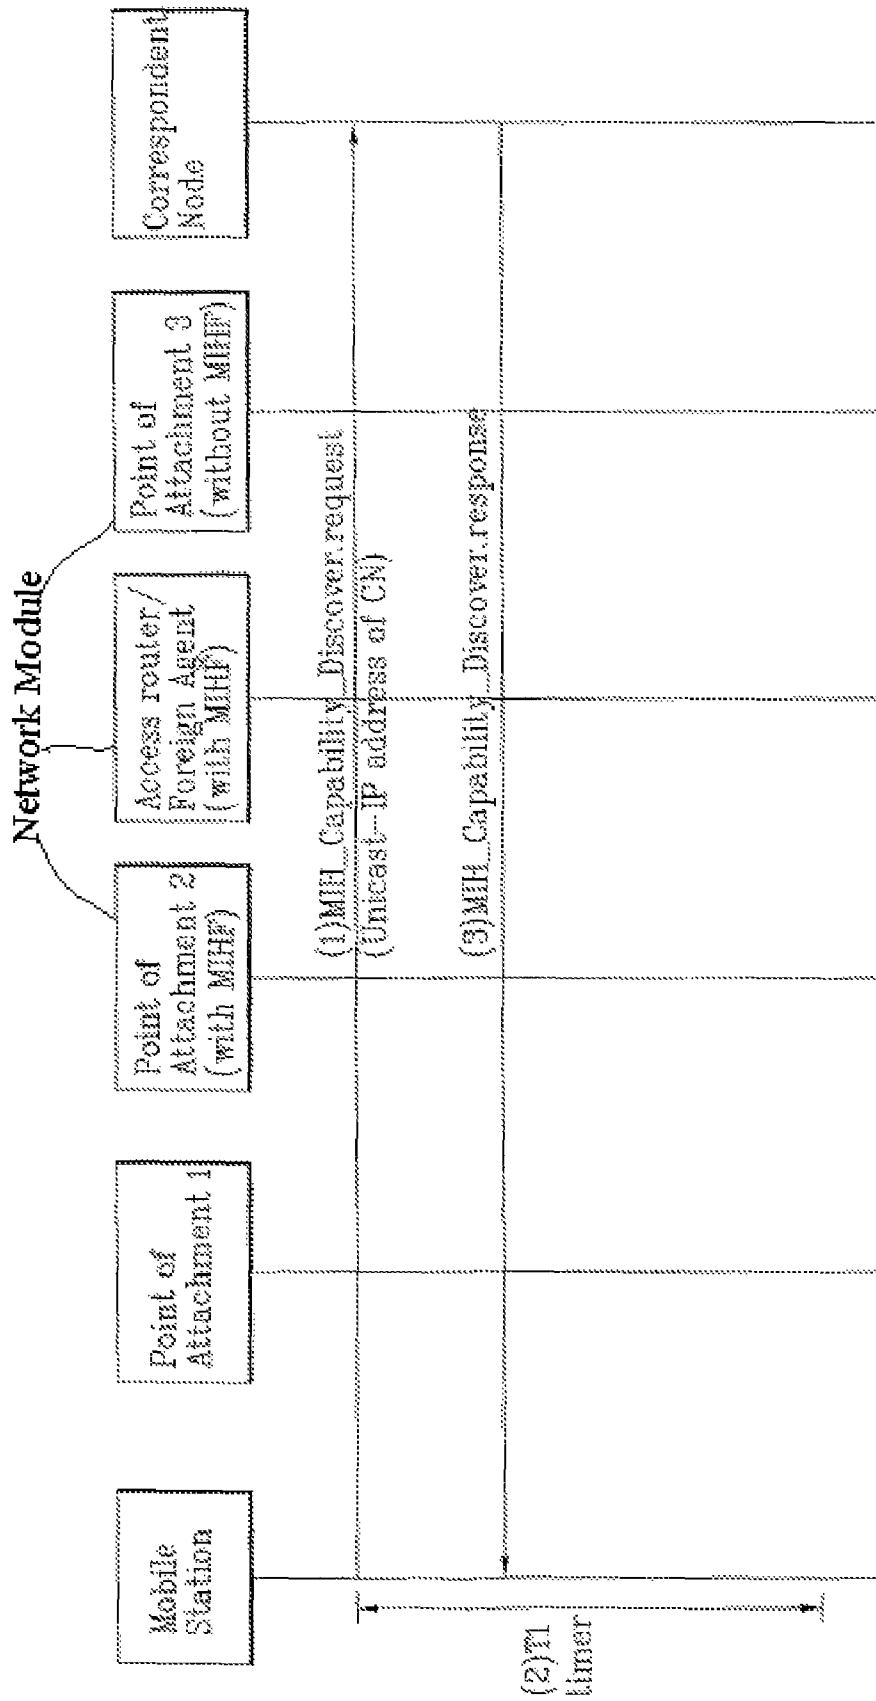 Network Module
Mobile
Station
Point of
Attachment 1
Point of
Attachment 2
(with MIHF)
Access router/
Foreign Agent
(with MIHF)
Point of
Attachment 3
(without MIHF)
Correspondent
Node
(1)MIH_Capability_Discover.request
(Unicast-IP address of CN)
(2)T1
timer
(3)MIH_Capability_Discover.response